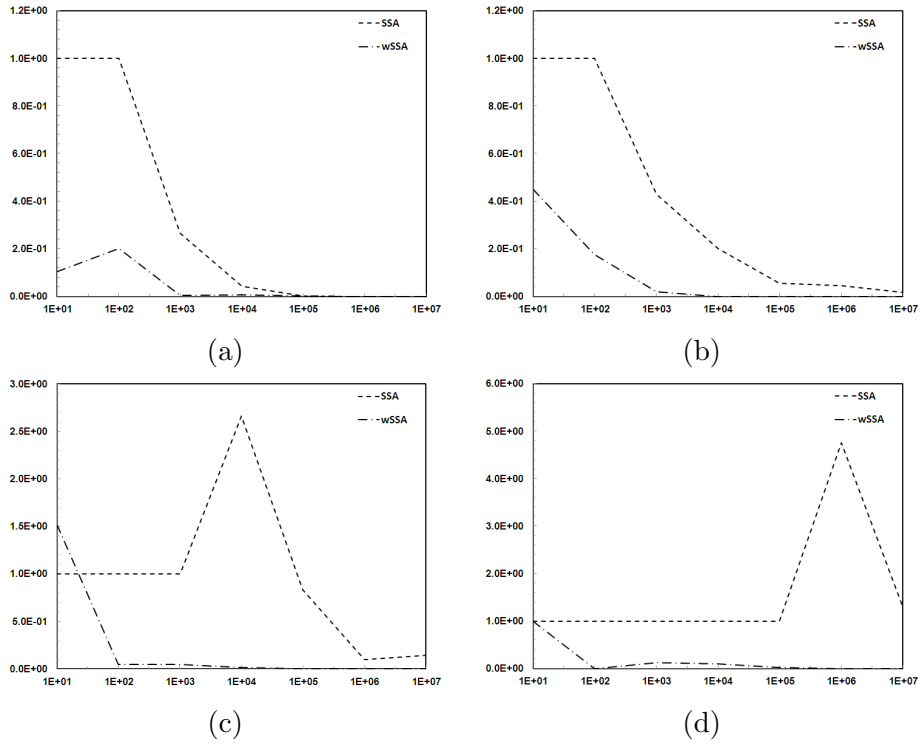 1.2E+00
1.0E+00
8.0E-01
6.0E-01
4.0E-01
2.0E-01
0.0E+00
1E+01 1E+02 1E+03 1E+04 1E+05 1E+06 1E+07
SSA
wSSA
(a)
1.2E+00
1.0E+00
8.0E-01
6.0E-01
4.0E-01
2.0E-01
0.0E+00
1E+01 1E+02 1E+03 1E+04 1E+05 1E+06 1E+07
SSA
wSSA
(b)
3.0E+00
2.5E+00
2.0E+00
1.5E+00
1.0E+00
5.0E-01
0.0E+00
1E+01 1E+02 1E+03 1E+04 1E+05 1E+06 1E+07
SSA
wSSA
(c)
6.0E+00
5.0E+00
4.0E+00
3.0E+00
2.0E+00
1.0E+00
0.0E+00
1E+01 1E+02 1E+03 1E+04 1E+05 1E+06 1E+07
SSA
wSSA
(d)